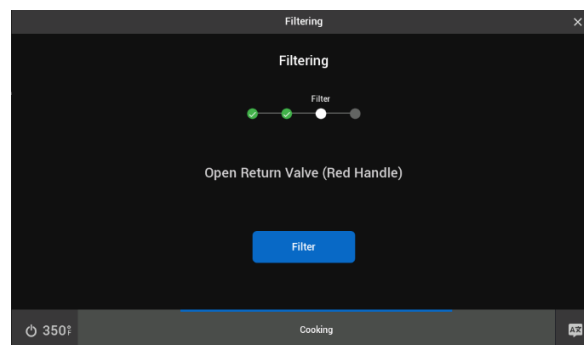 Filtering
Filtering
Filter
Open Return Valve (Red Handle)
Filter
350°F
Cooking